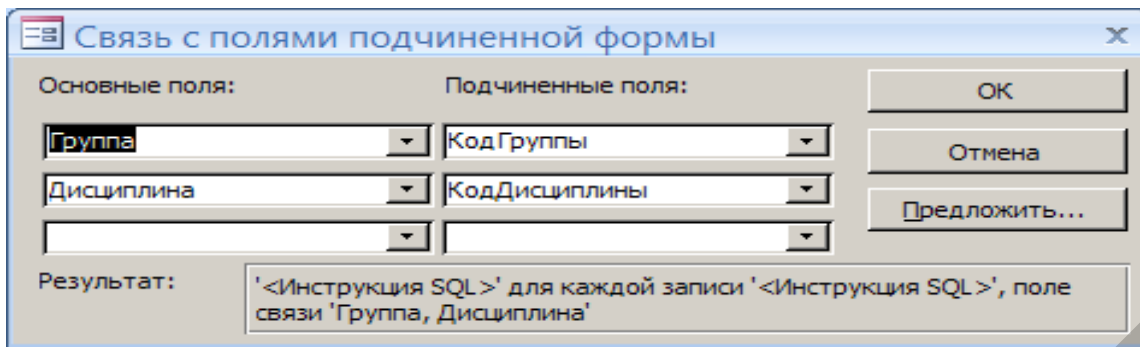 Связь с полями подчиненной формы
Основные поля: Подчиненные поля:
Группа КодГруппы
Дисциплина КодДисциплины
OK
Отмена
Предложить...
Результат: '<Инструкция SQL>' для каждой записи '<Инструкция SQL>', поле
связи 'Группа, Дисциплина'